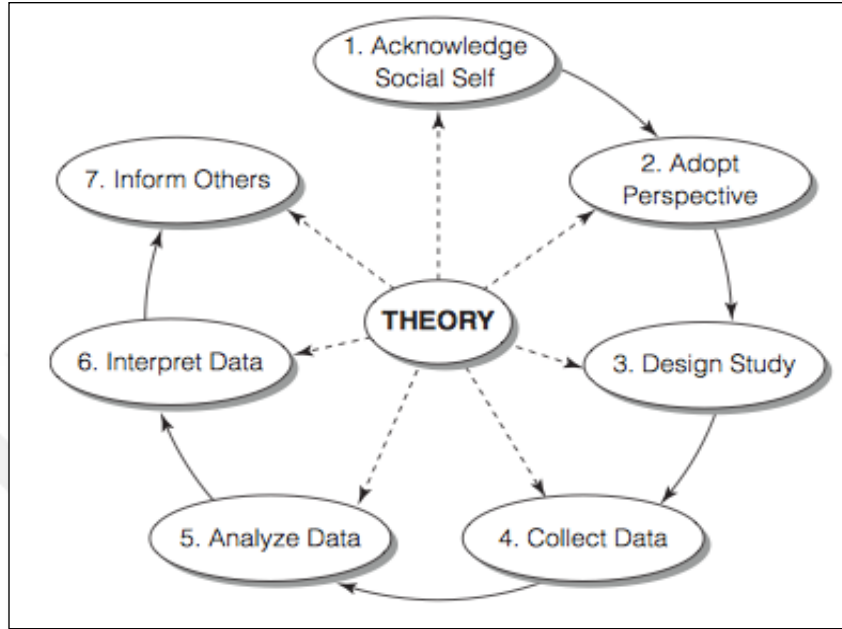 1. Acknowledge
Social Self
2. Adopt
Perspective
3. Design Study
4. Collect Data
5. Analyze Data
6. Interpret Data
7. Inform Others
THEORY